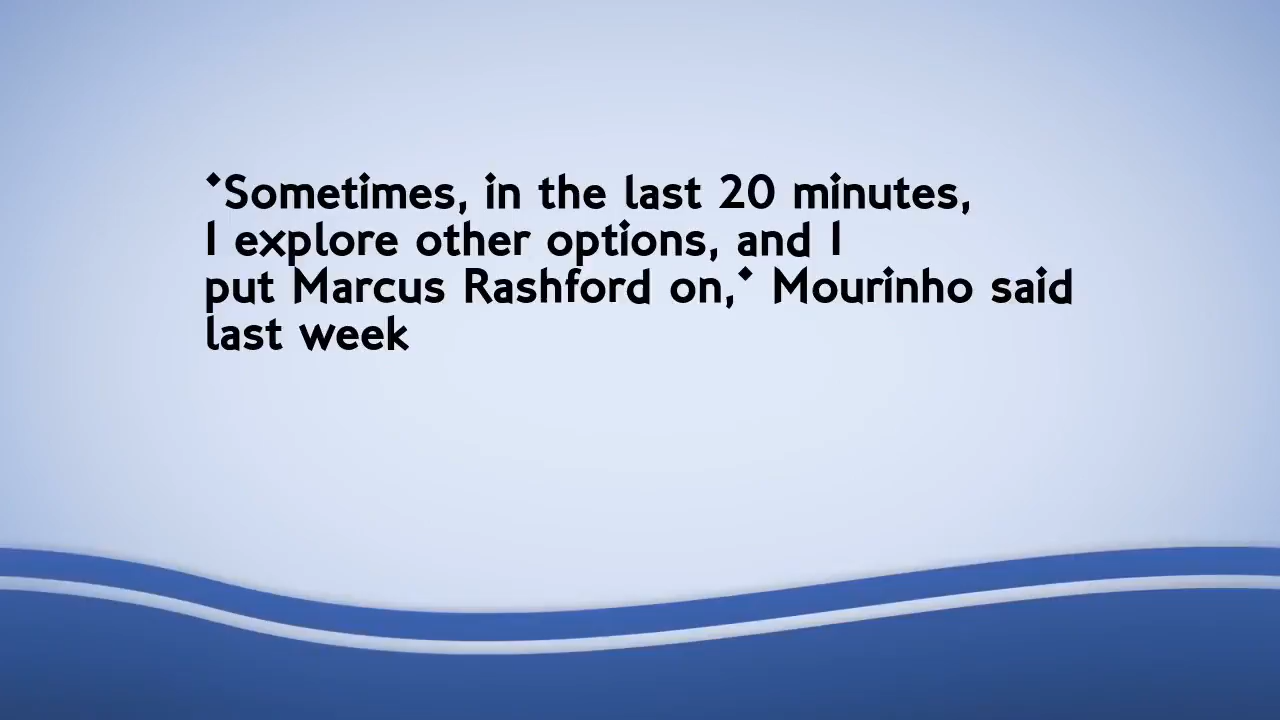 "Sometimes, in the last 20 minutes,
I explore other options, and I
put Marcus Rashford on," Mourinho said
last week